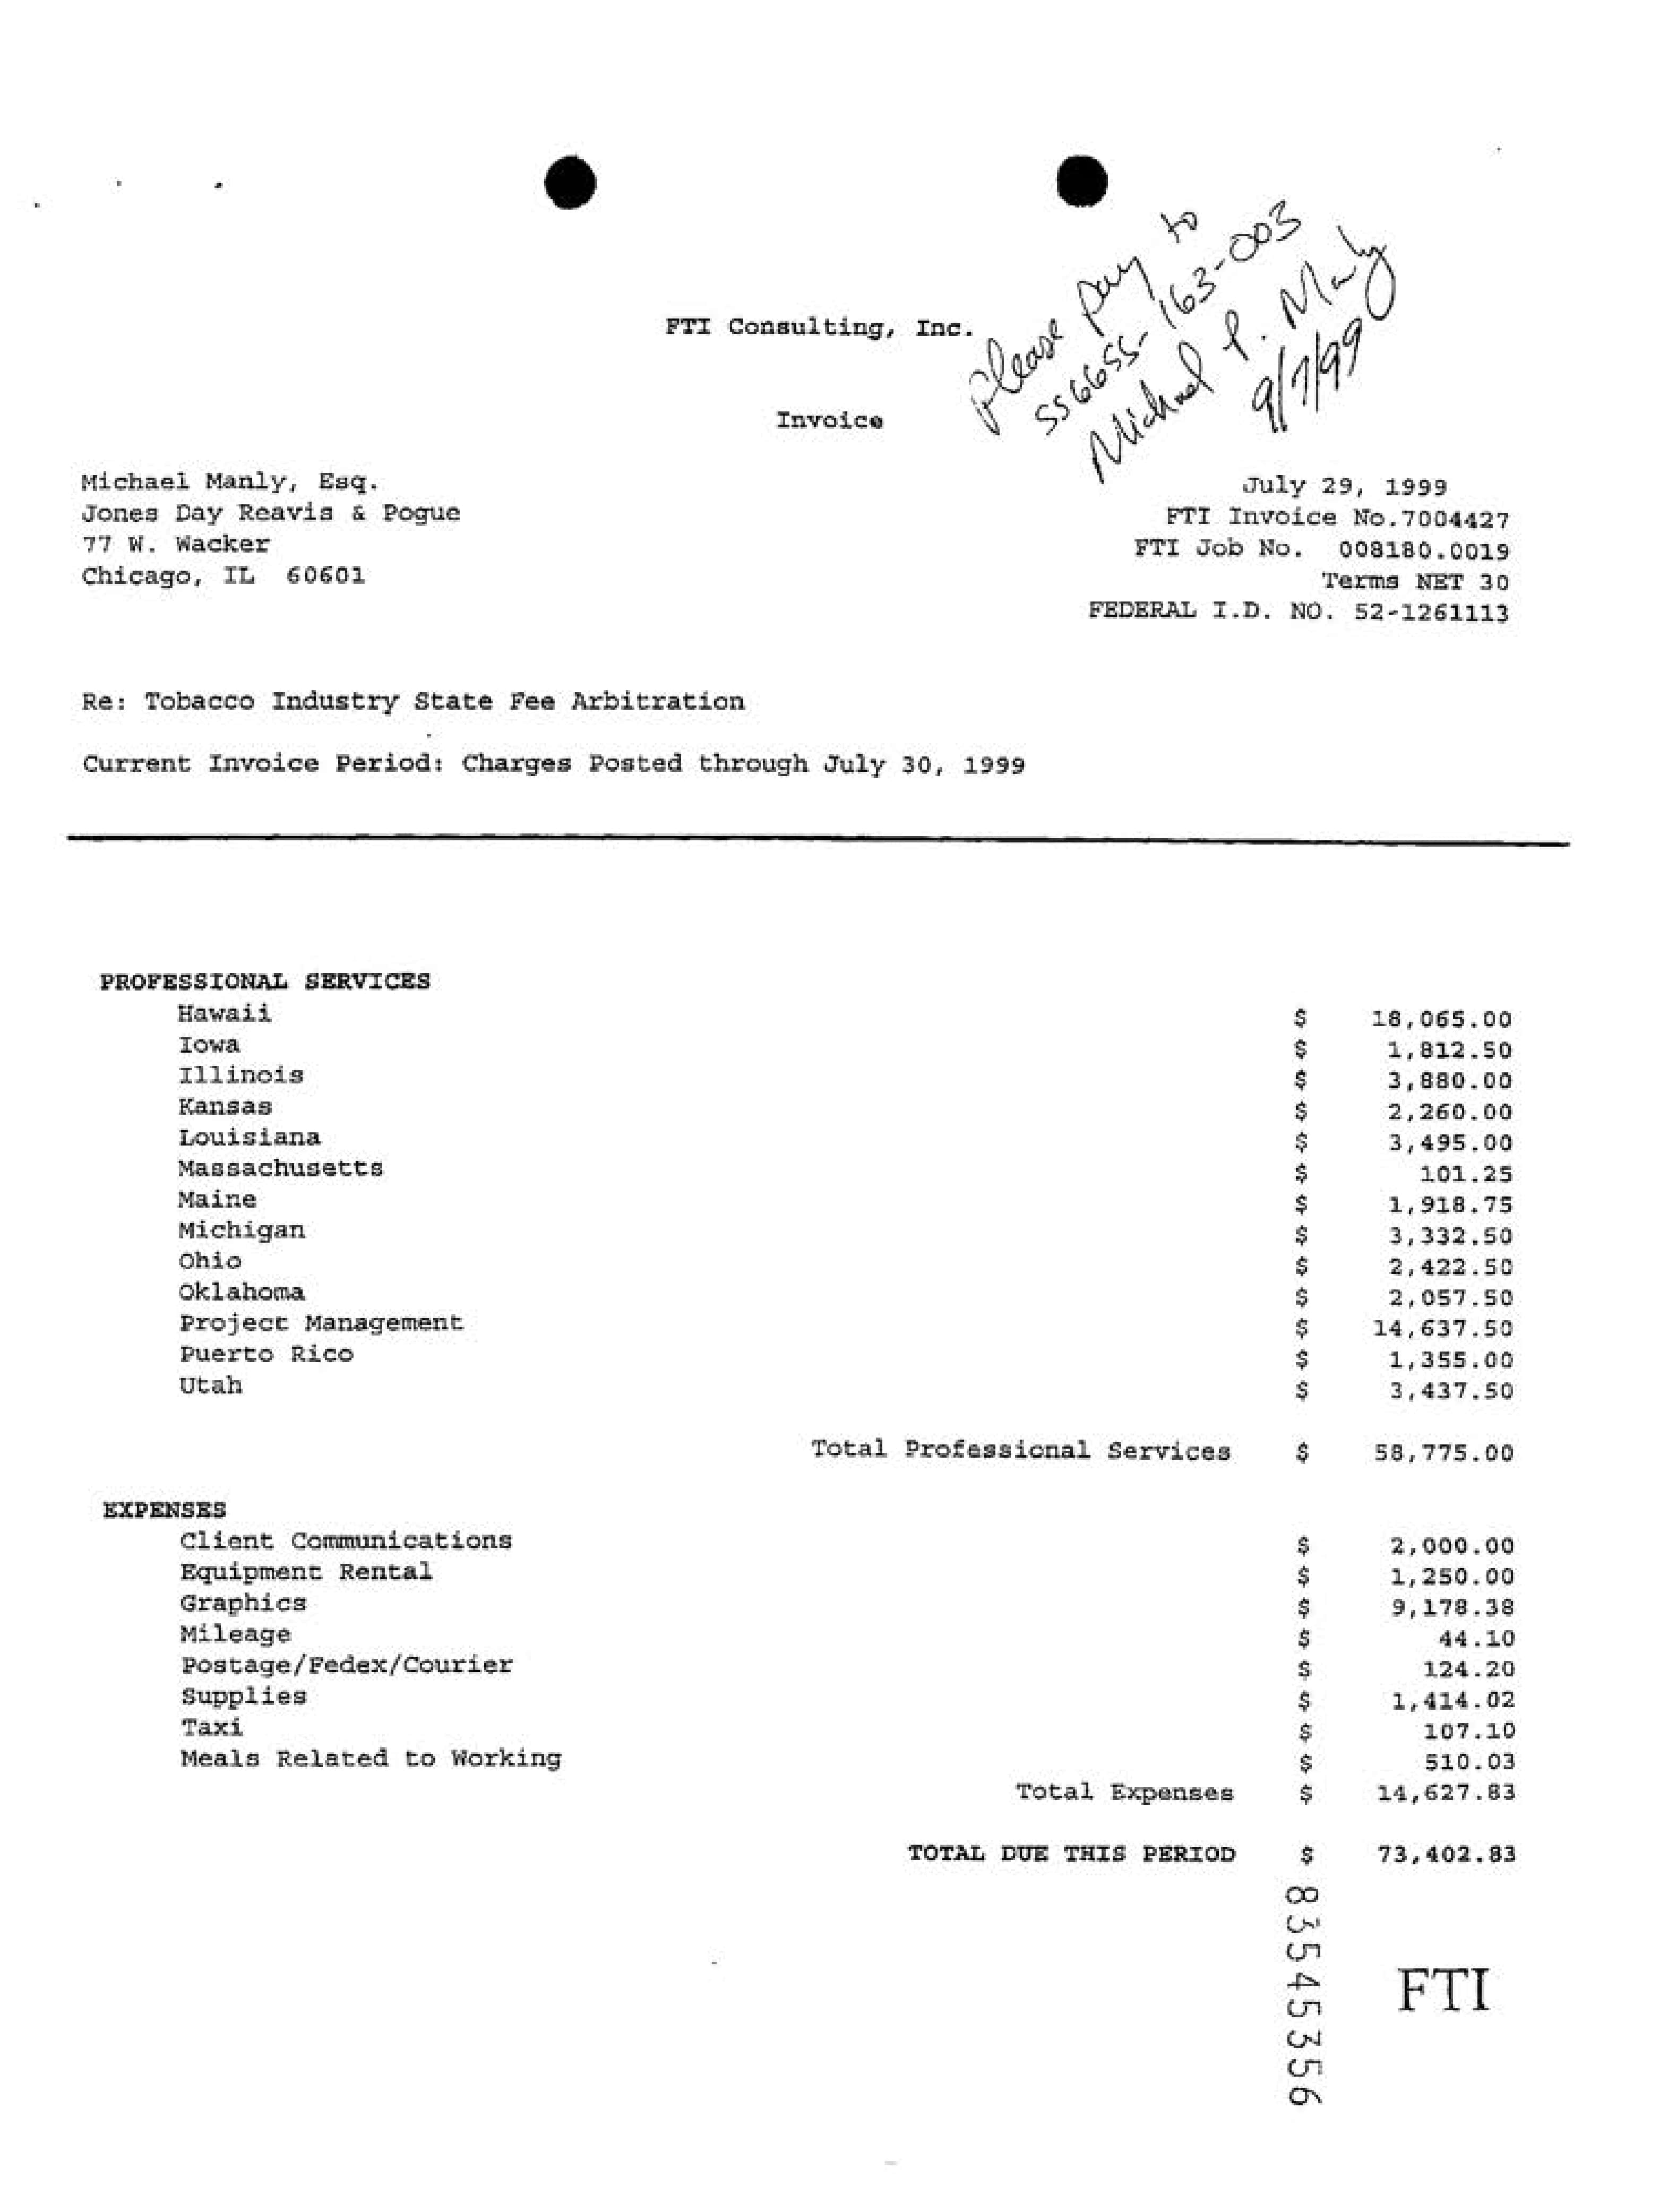 please pay to
556655-163-003
Michael P. Manly
9/7/99
FTI Consulting, Inc.
Invoice
Michael Manly, Esq.
Jones Day Reavis & Pogue
77 W. Wacker
Chicago, IL 60601
July 29, 1999
FTI Invoice No.7004427
FTI Job No. 008180.0019
Terms NET 30
FEDERAL I.D. NO. 52-1261113
Re: Tobacco Industry State Fee Arbitration
Current Invoice Period: Charges Posted through July 30, 1999
PROFESSIONAL SERVICES
Hawaii $ 18,065.00
Iowa $ 1,812.50
Illinois $ 3,880.00
Kansas $ 2,260.00
Louisiana $ 3,495.00
Massachusetts $ 101.25
Maine $ 1,918.75
Michigan $ 3,332.50
Ohio $ 2,422.50
Oklahoma $ 2,057.50
Project Management $ 14,637.50
Puerto Rico $ 1,355.00
Utah $ 3,437.50
Total Professional Services $ 58,775.00
EXPENSES
Client Communications $ 2,000.00
Equipment Rental $ 1,250.00
Graphics $ 9,178.38
Mileage $ 44.10
Postage/Fedex/Courier $ 124.20
Supplies $ 1,414.02
Taxi $ 107.10
Meals Related to Working $ 510.03
Total Expenses $ 14,627.83
TOTAL DUE THIS PERIOD $ 73,402.83
83545356
FTI